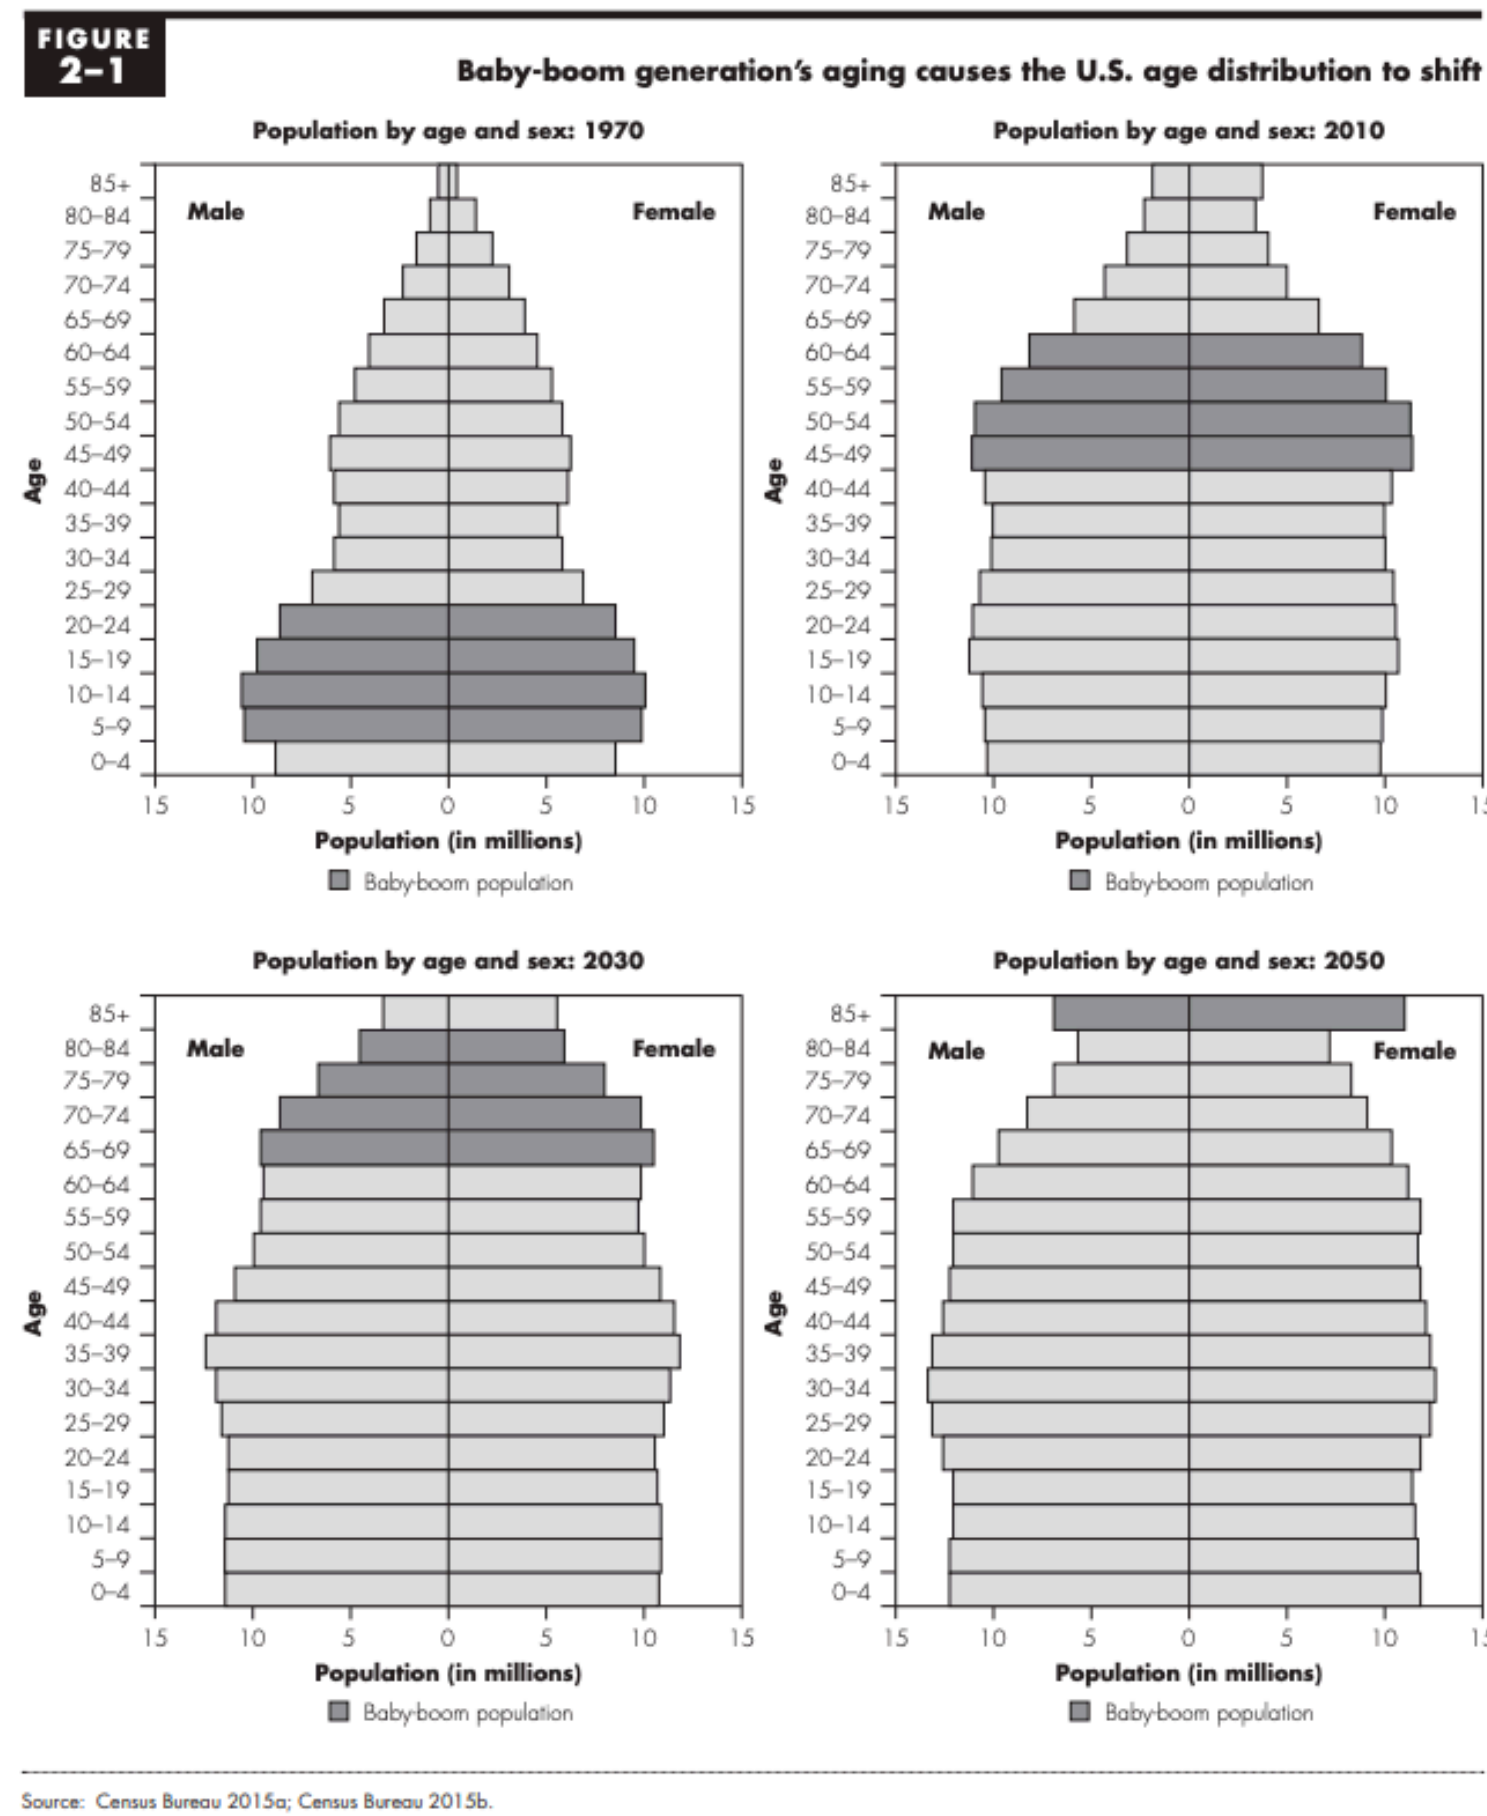 FIGURE
2–1
Baby-boom generation's aging causes the U.S. age distribution to shift
Population by age and sex: 1970
85+
80–84
75–79
70–74
65–69
60–64
55–59
50–54
45–49
40–44
35–39
30–34
25–29
20–24
15–19
10–14
5–9
0–4
Age
Male
Female
15 10 5 0 5 10 15
Population (in millions)
Baby-boom population
Population by age and sex: 2010
85+
80–84
75–79
70–74
65–69
60–64
55–59
50–54
45–49
40–44
35–39
30–34
25–29
20–24
15–19
10–14
5–9
0–4
Age
Male
Female
15 10 5 0 5 10 15
Population (in millions)
Baby-boom population
Population by age and sex: 2030
85+
80–84
75–79
70–74
65–69
60–64
55–59
50–54
45–49
40–44
35–39
30–34
25–29
20–24
15–19
10–14
5–9
0–4
Age
Male
Female
15 10 5 0 5 10 15
Population (in millions)
Baby-boom population
Population by age and sex: 2050
85+
80–84
75–79
70–74
65–69
60–64
55–59
50–54
45–49
40–44
35–39
30–34
25–29
20–24
15–19
10–14
5–9
0–4
Age
Male
Female
15 10 5 0 5 10 15
Population (in millions)
Baby-boom population
Source: Census Bureau 2015a; Census Bureau 2015b.